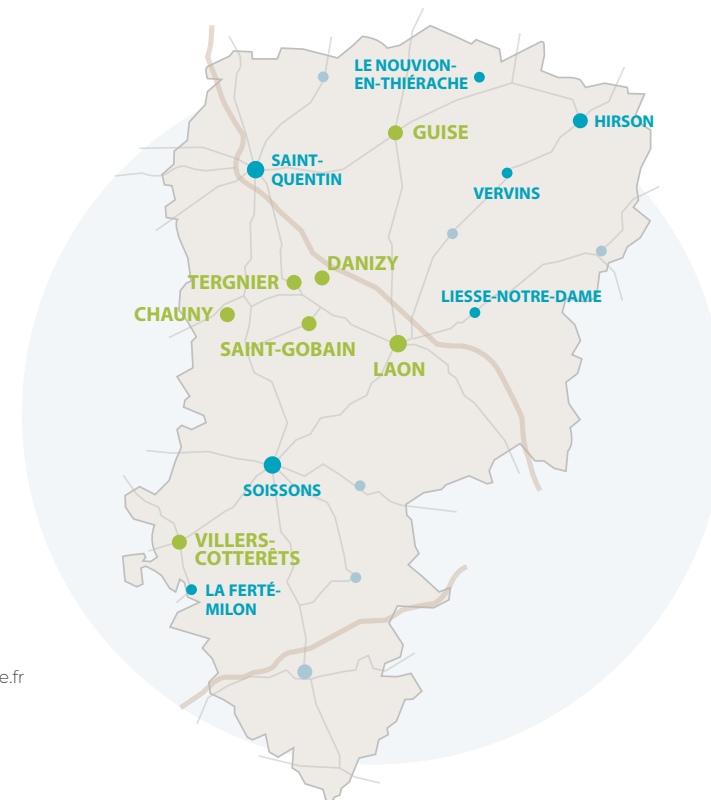 LE NOUVION-
EN-THIÉRACHE
GUISE
HIRSON
SAINT-
QUENTIN
VERVINS
DANIZY
TERGNIER
LIESSE-NOTRE-DAME
CHAUNY
SAINT-GOBAIN
LAON
SOISSONS
VILLERS-
COTTERÊTS
LA FERTÉ-
MILON
e.fr